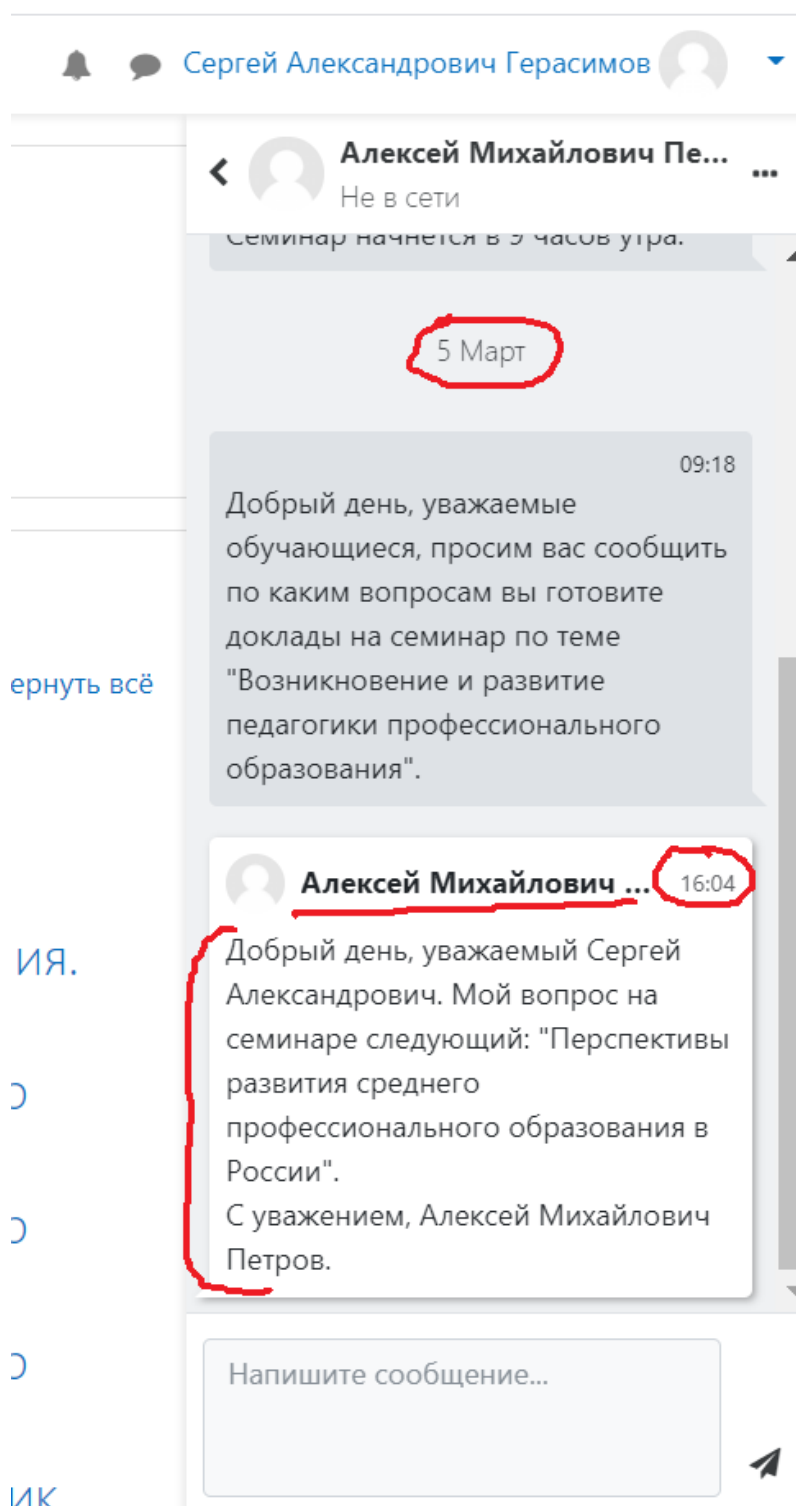 Сергей Александрович Герасимов
Алексей Михайлович Пе...
Не в сети
Семинар начнется в 9 часов утра.
5 Март
09:18
Добрый день, уважаемые
обучающиеся, просим вас сообщить
по каким вопросам вы готовите
доклады на семинар по теме
"Возникновение и развитие
педагогики профессионального
образования".
ернуть всё
Алексей Михайлович ... 16:04
Добрый день, уважаемый Сергей
Александрович. Мой вопрос на
семинаре следующий: "Перспективы
развития среднего
профессионального образования в
России".
С уважением, Алексей Михайлович
Петров.
ИЯ.
Напишите сообщение...
ИК